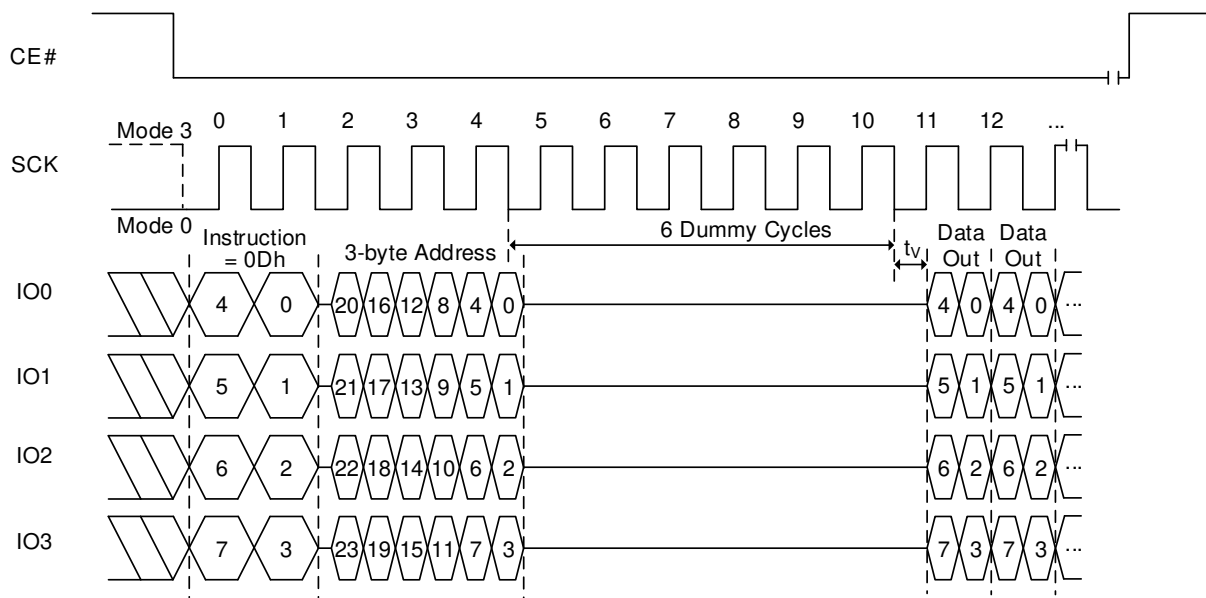 CE#
Mode 3
0 1 2 3 4 5 6 7 8 9 10 11 12 ...
SCK
Mode 0
Instruction
= 0Dh
3-byte Address
6 Dummy Cycles
tV
Data
Out
Data
Out
IO0 4 0 20 16 12 8 4 0 4 0 4 0 ...
IO1 5 1 21 17 13 9 5 1 5 1 5 1 ...
IO2 6 2 22 18 14 10 6 2 6 2 6 2 ...
IO3 7 3 23 19 15 11 7 3 7 3 7 3 ...